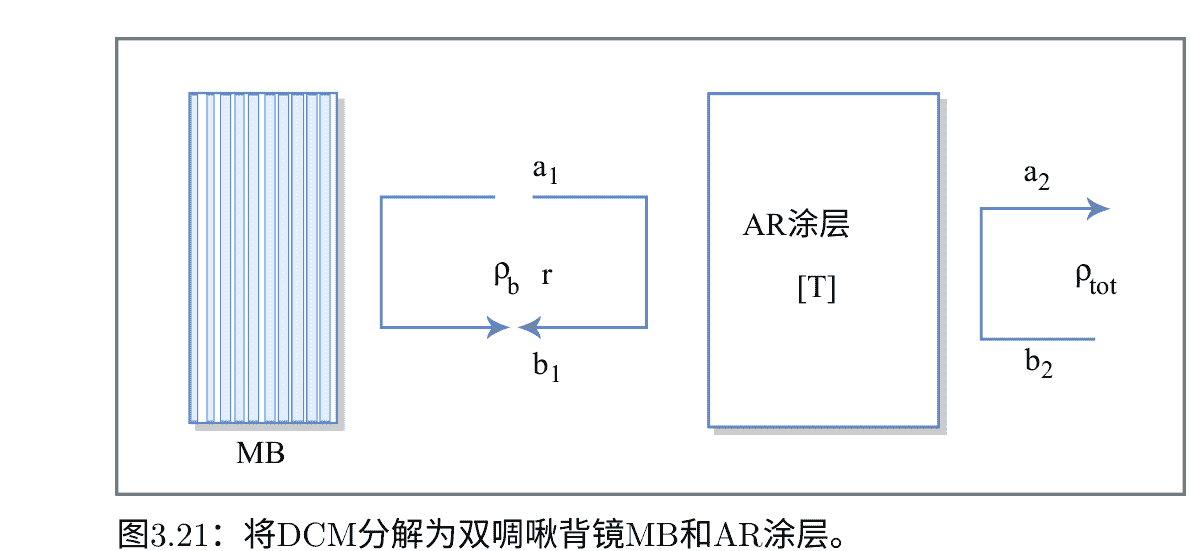 a₁
a₂
AR涂层
ρb r
[T]
ρtot
b₁
b₂
MB
图3.21：将DCM分解为双啁啾背镜MB和AR涂层。